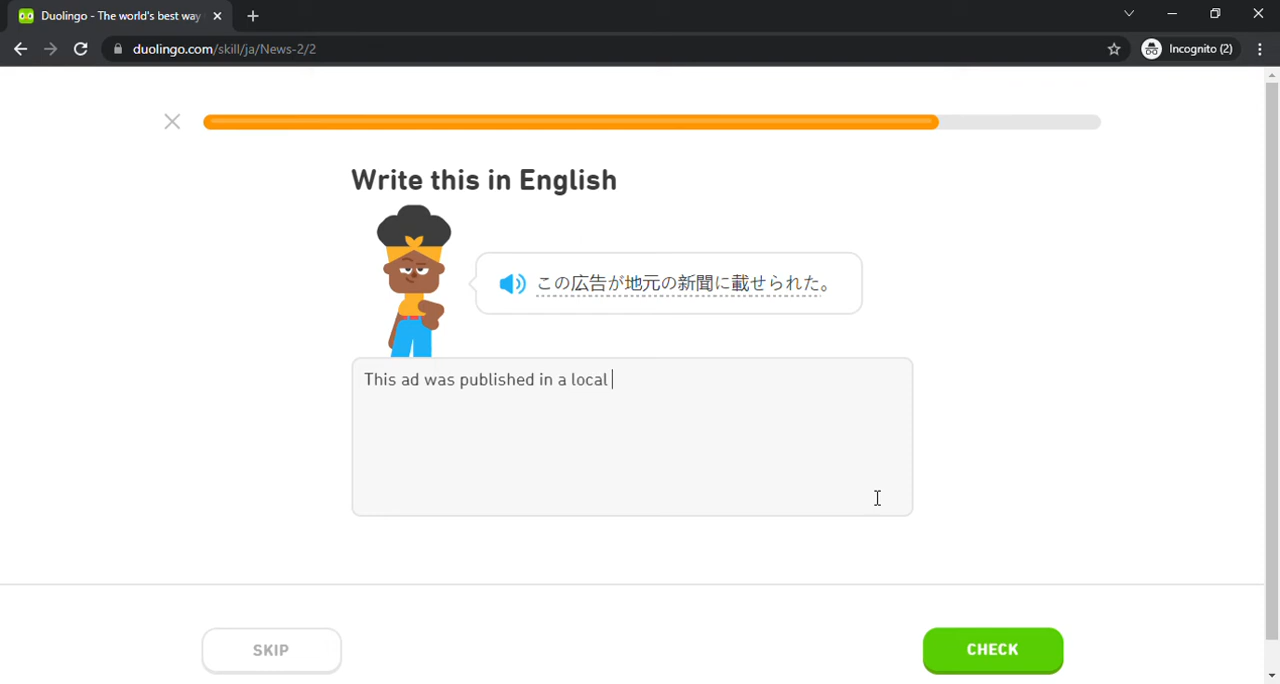 Duolingo - The world's best way
duolingo.com/skill/ja/News-2/2
Incognito (2)
Write this in English
この広告が地元の新聞に載せられた。
This ad was published in a local
SKIP
CHECK